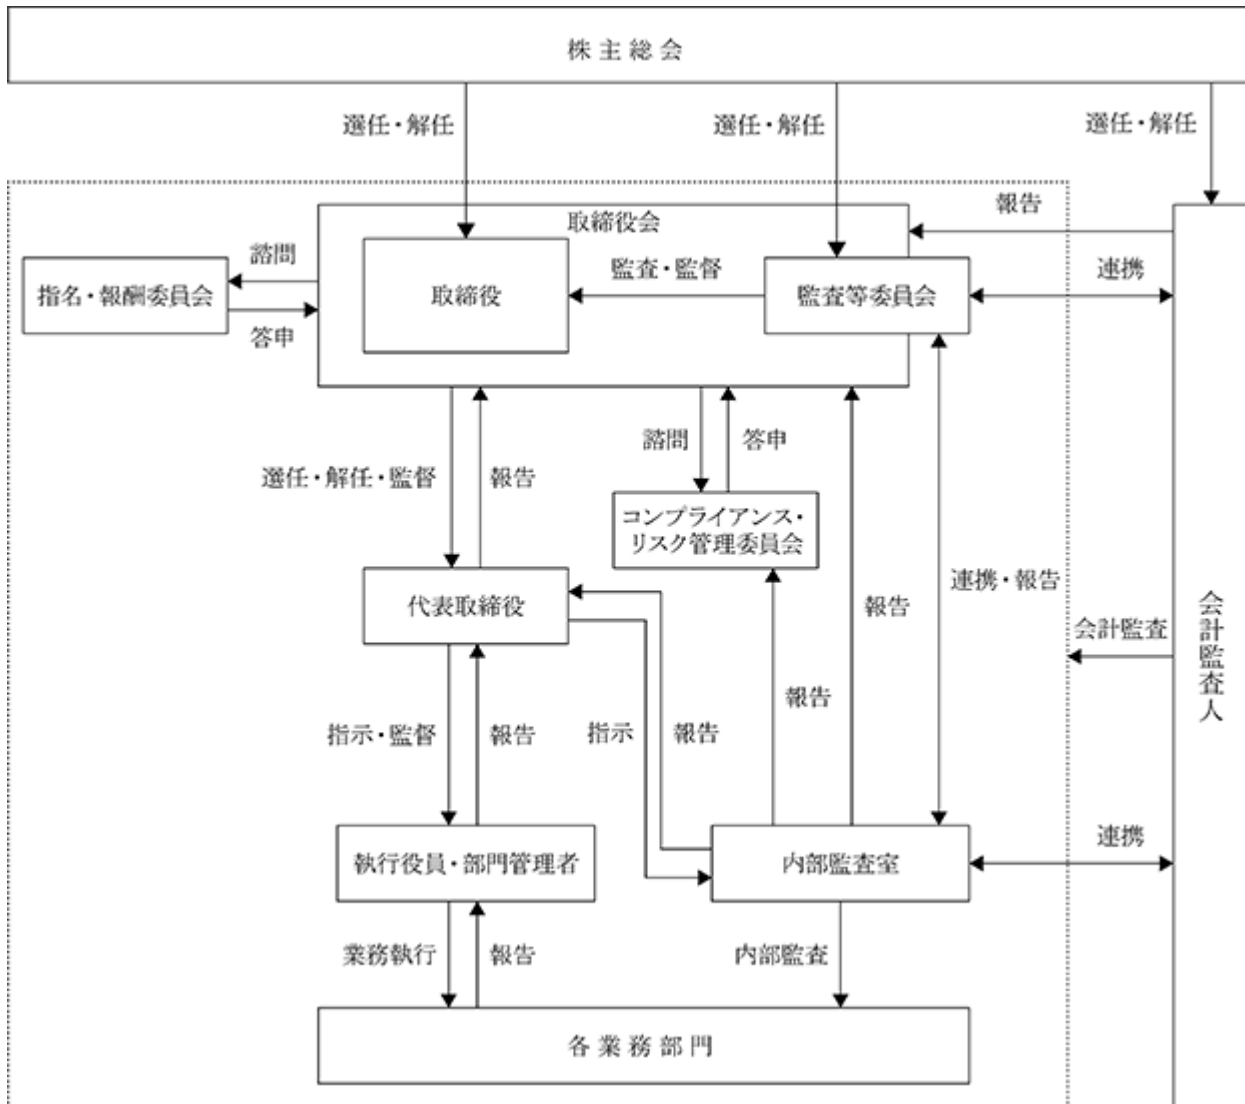 株主総会
選任・解任
選任・解任
選任・解任
取締役会
報告
諮問
監査・監督
連携
指名・報酬委員会
取締役
監査等委員会
答申
諮問
答申
選任・解任・監督
報告
コンプライアンス・
リスク管理委員会
連携・報告
代表取締役
報告
会計監査
会計監査人
報告
指示・監督
報告
指示
報告
連携
執行役員・部門管理者
内部監査室
業務執行
報告
内部監査
各業務部門